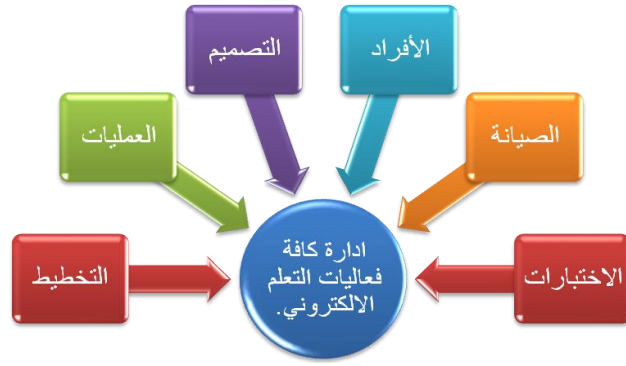 الأفراد
التصميم
الصيانة
العمليات
ادارة كافة
فعاليات التعلم
الالكتروني.
الاختبارات
التخطيط